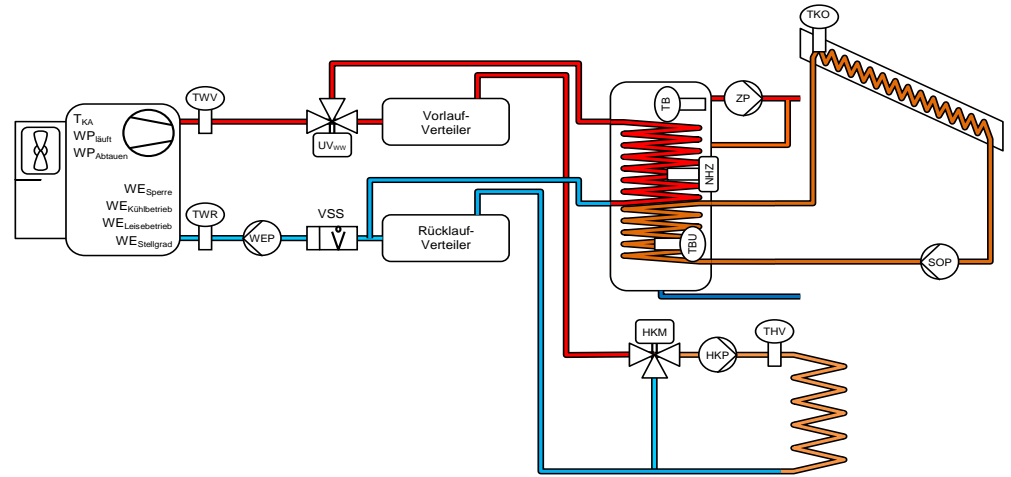 TKO
TWV
TB
ZP
T_KA
WP_läuft
WP_Abtauen
Vorlauf-
Verteiler
UV_WW
NHZ
WE_Sperre
WE_Kühlbetrieb
WE_Leisebetrieb
WE_Stellgrad
TWR
WEP
VSS
Rücklauf-
Verteiler
TBU
SOP
HKM
HKP
THV